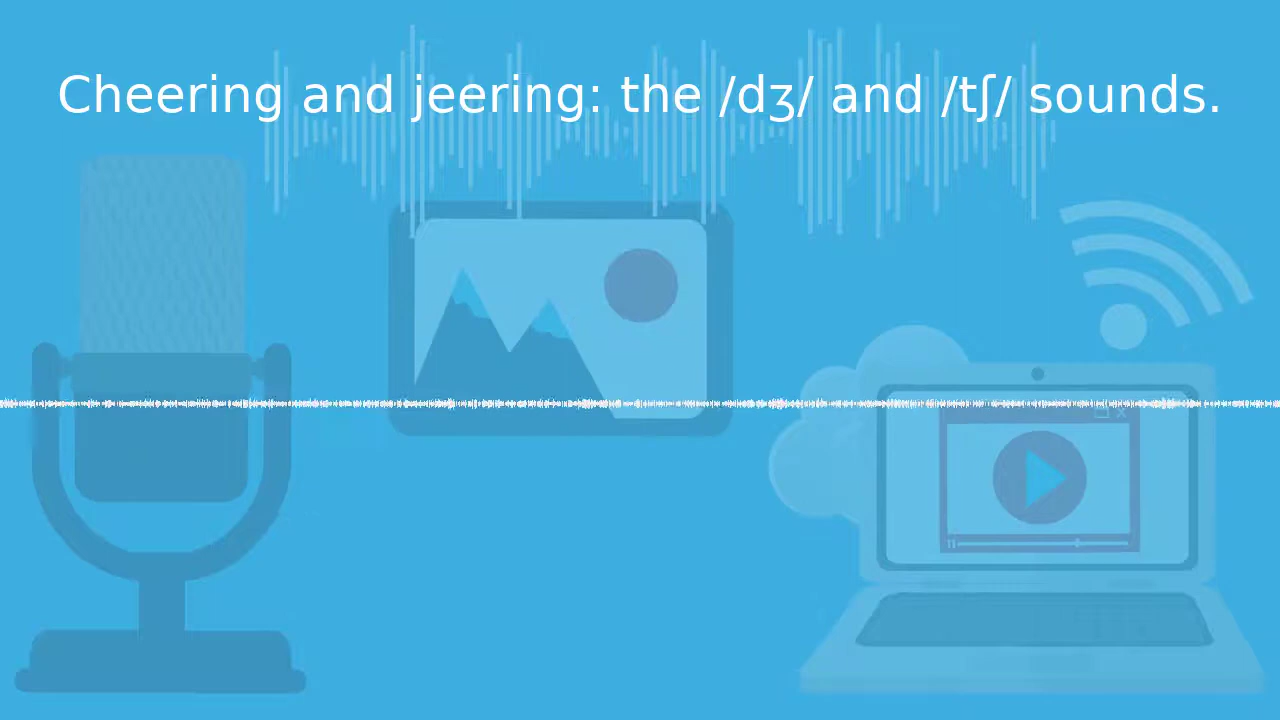 Cheering and jeering: the /dʒ/ and /tʃ/ sounds.